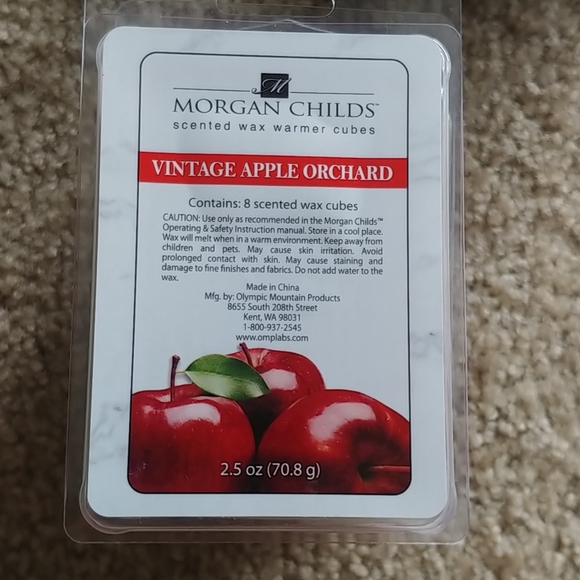 M
MORGAN CHILDS™
scented wax warmer cubes
VINTAGE APPLE ORCHARD
Contains: 8 scented wax cubes
CAUTION: Use only as recommended in the Morgan Childs™
Operating & Safety Instruction manual. Store in a cool place.
Wax will melt when in a warm environment. Keep away from
children and pets. May cause skin irritation. Avoid
prolonged contact with skin. May cause staining and
damage to fine finishes and fabrics. Do not add water to the
wax.
Made in China
Mfg. by: Olympic Mountain Products
8655 South 208th Street
Kent, WA 98031
1-800-937-2545
www.omplabs.com
2.5 oz (70.8 g)